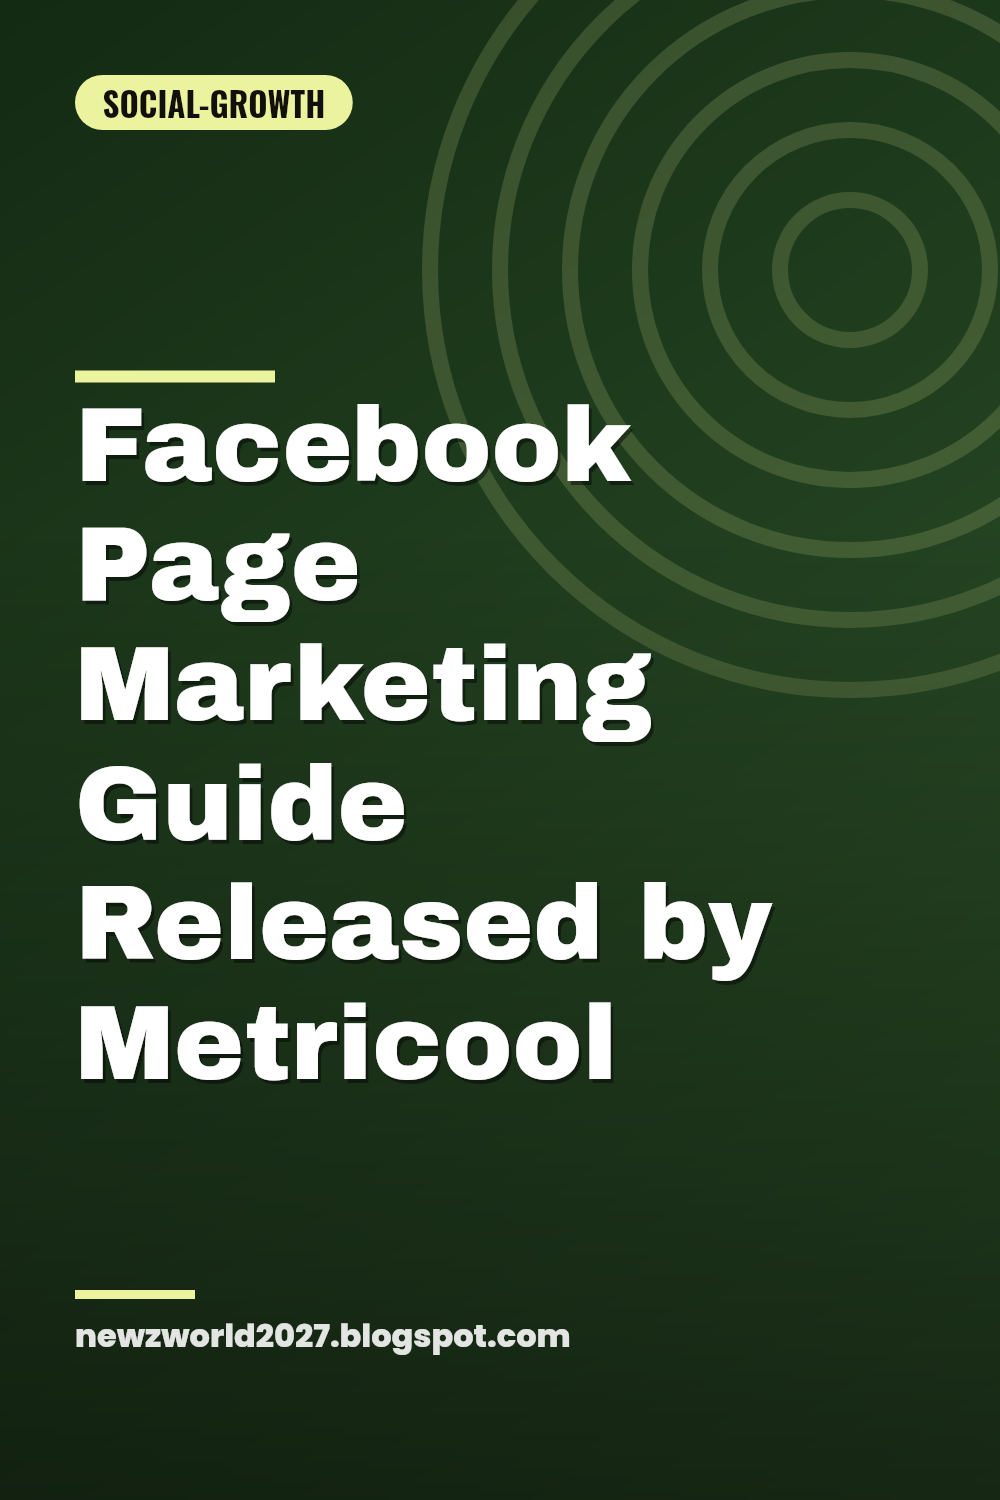 SOCIAL-GROWTH
Facebook
Page
Marketing
Guide
Released by
Metricool
newzworld2027.blogspot.com